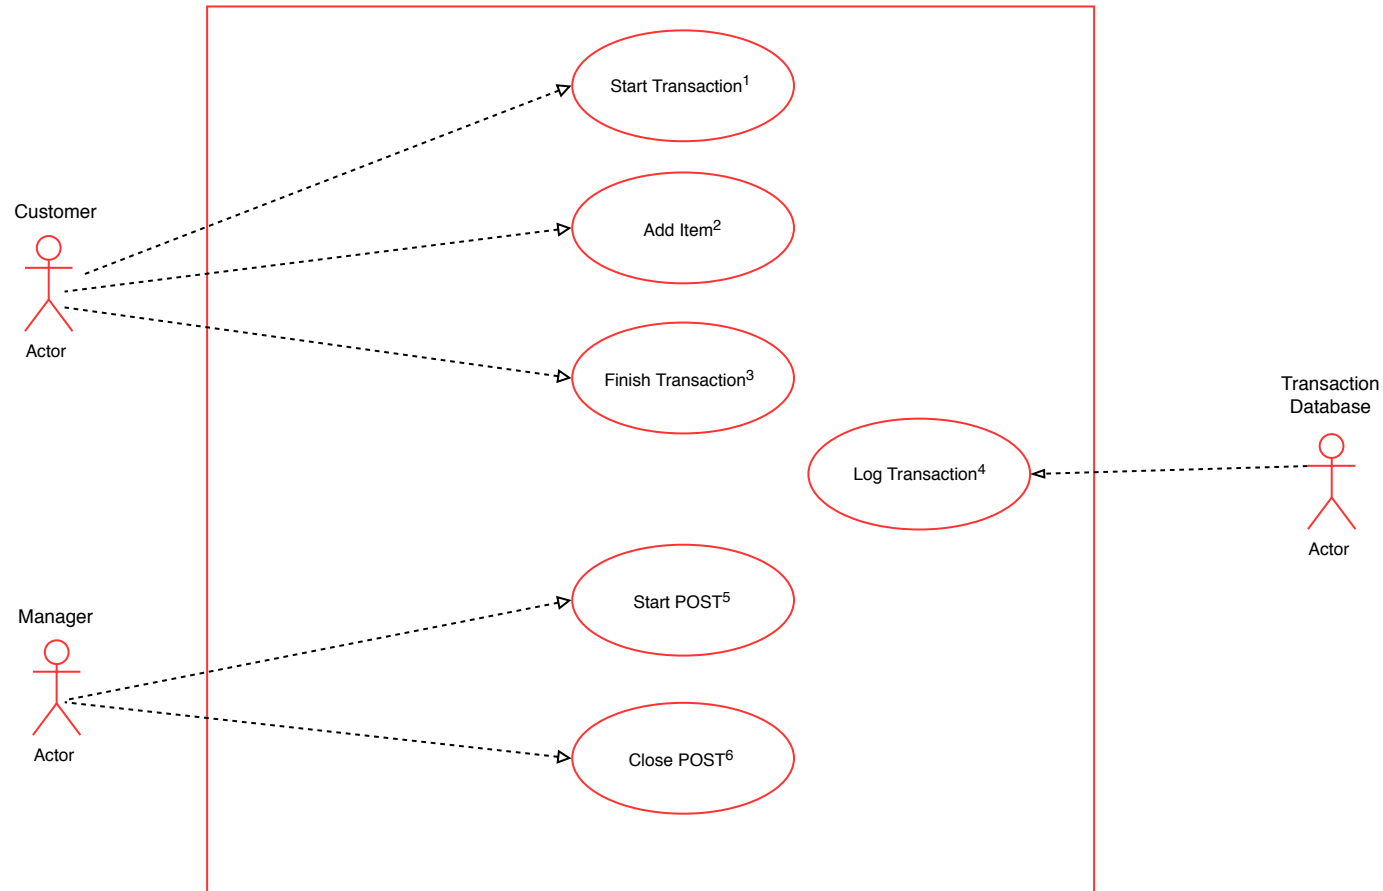 Start Transaction¹
Add Item²
Customer
Actor
Finish Transaction³
Transaction
Database
Log Transaction⁴
Actor
Start POST⁵
Manager
Actor
Close POST⁶